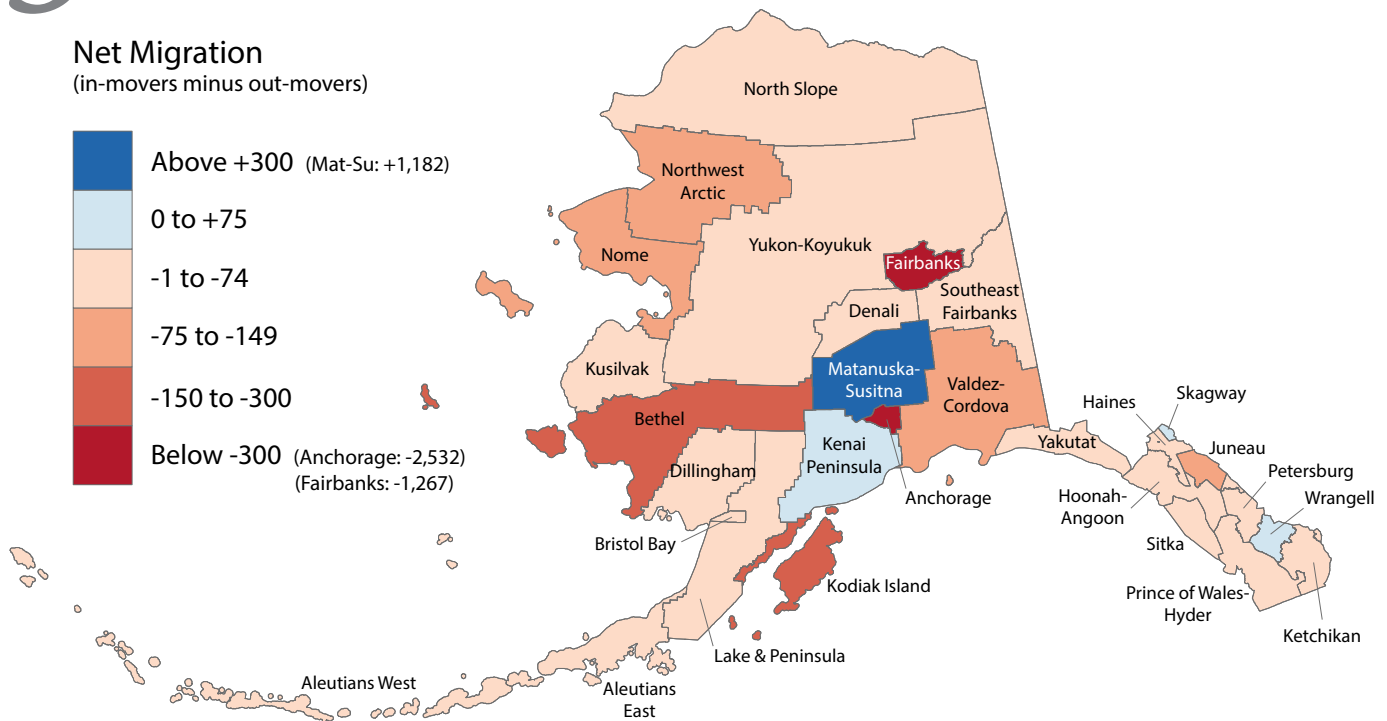 Net Migration
(in-movers minus out-movers)
Above +300 (Mat-Su: +1,182)
0 to +75
-1 to -74
-75 to -149
-150 to -300
Below -300 (Anchorage: -2,532)
(Fairbanks: -1,267)
North Slope
Northwest
Arctic
Nome
Yukon-Koyukuk
Fairbanks
Southeast
Fairbanks
Denali
Kusilvak
Matanuska-
Susitna
Valdez-
Cordova
Bethel
Kenai
Peninsula
Dillingham
Anchorage
Bristol Bay
Kodiak Island
Lake & Peninsula
Aleutians West
Aleutians
East
Yakutat
Haines
Skagway
Juneau
Petersburg
Wrangell
Hoonah-
Angoon
Sitka
Prince of Wales-
Hyder
Ketchikan